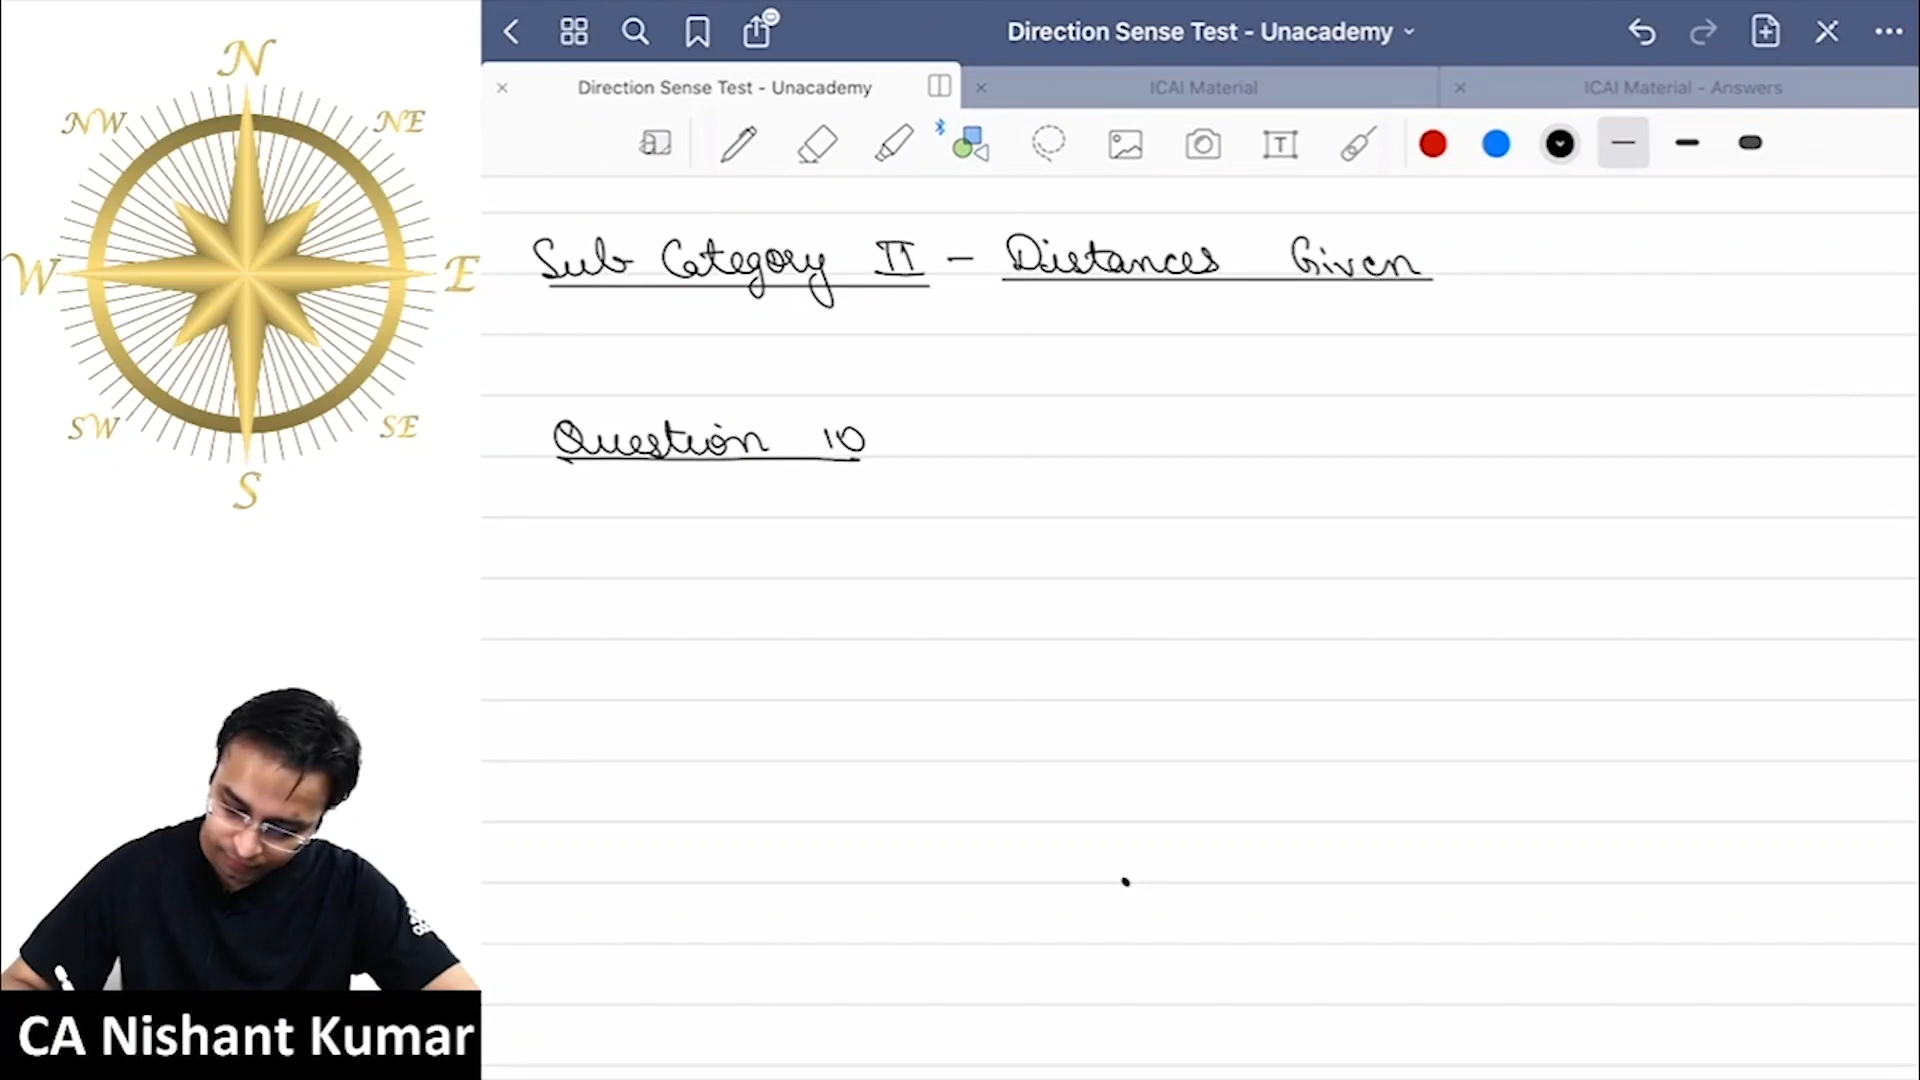 Direction Sense Test - Unacademy
Direction Sense Test - Unacademy
ICAI Material
ICAI Material - Answers
T
N
NW
NE
W
E
SW
SE
S
Sub Category II - Distances Given
Question 10
CA Nishant Kumar